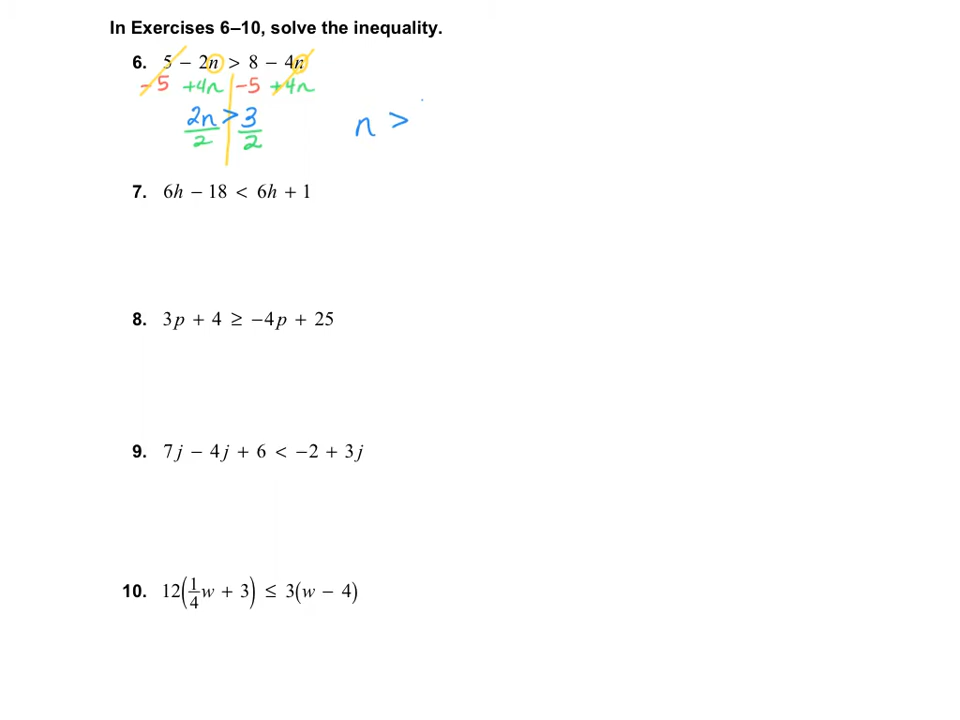 In Exercises 6–10, solve the inequality.
6. 5 − 2n > 8 − 4n
-5 +4n -5 +4n
2n > 3
2 2
n >
7. 6h − 18 < 6h + 1
8. 3p + 4 ≥ −4p + 25
9. 7j − 4j + 6 < −2 + 3j
10. 12(1/4 w + 3) ≤ 3(w − 4)